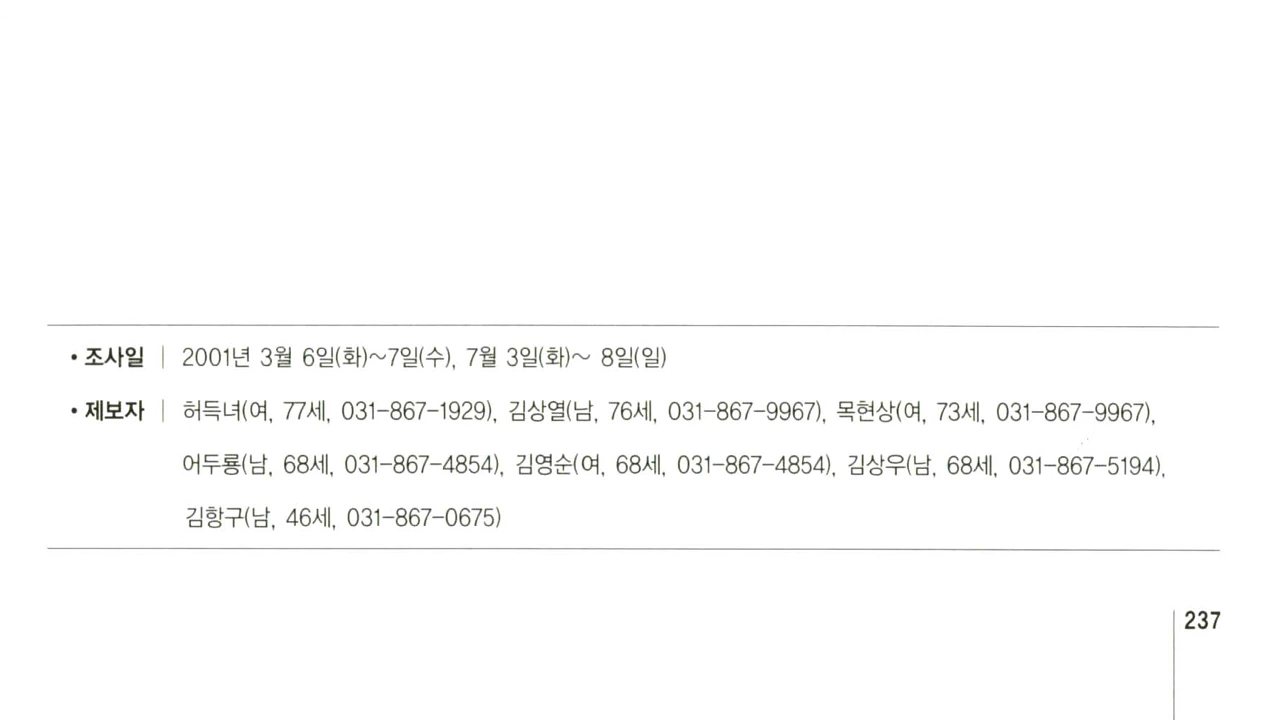 • 조사일 | 2001년 3월 6일(화)~7일(수), 7월 3일(화)~ 8일(일)
• 제보자 | 허득녀(여, 77세, 031-867-1929), 김상열(남, 76세, 031-867-9967), 목현상(여, 73세, 031-867-9967),
어두룡(남, 68세, 031-867-4854), 김영순(여, 68세, 031-867-4854), 김상우(남, 68세, 031-867-5194),
김항구(남, 46세, 031-867-0675)
237